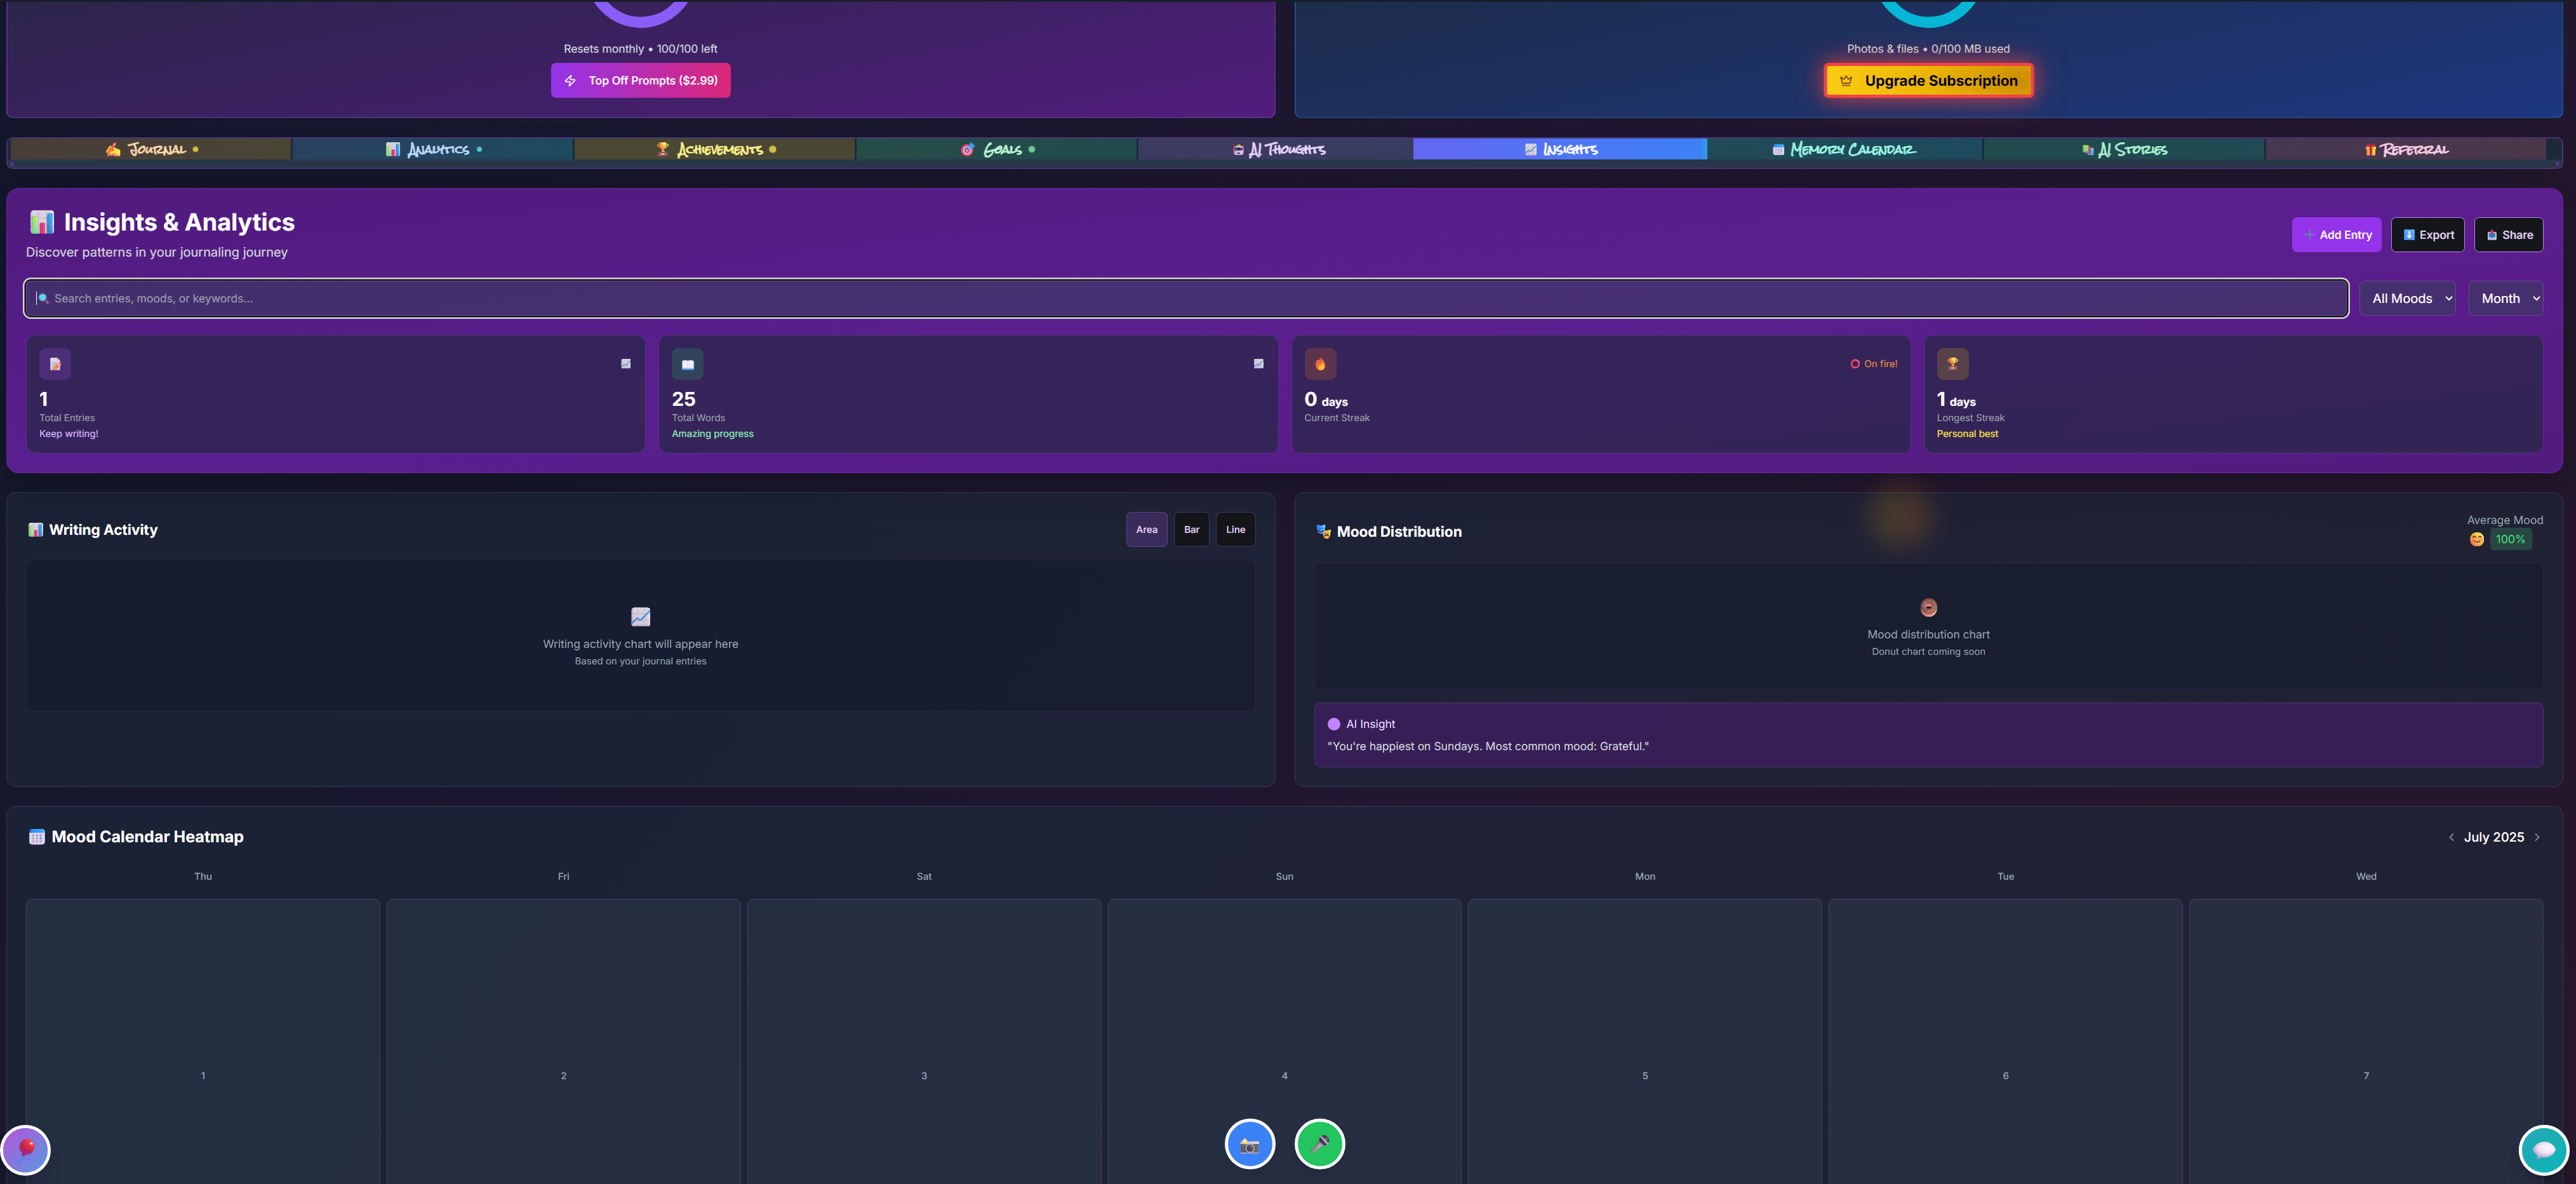 Resets monthly • 100/100 left
Top Off Prompts ($2.99)
Photos & files • 0/100 MB used
Upgrade Subscription
Journal
Analytics
Achievements
Goals
AI Thoughts
Insights
Memory Calendar
AI Stories
Referral
Insights & Analytics
Discover patterns in your journaling journey
Add Entry
Export
Share
Search entries, moods, or keywords...
All Moods
Month
1
Total Entries
Keep writing!
25
Total Words
Amazing progress
On fire!
0 days
Current Streak
1 days
Longest Streak
Personal best
Writing Activity
Area
Bar
Line
Writing activity chart will appear here
Based on your journal entries
Mood Distribution
Average Mood
100%
Mood distribution chart
Donut chart coming soon
AI Insight
"You're happiest on Sundays. Most common mood: Grateful."
Mood Calendar Heatmap
July 2025
Thu Fri Sat Sun Mon Tue Wed
1 2 3 4 5 6 7